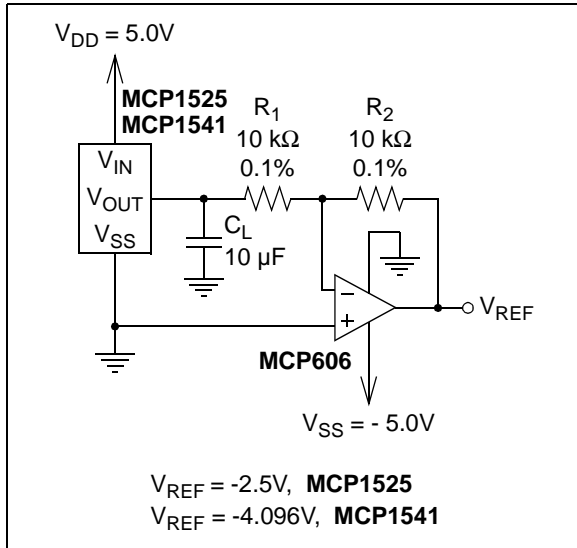 V_DD = 5.0V
MCP1525
MCP1541
R_1
10 kΩ
0.1%
R_2
10 kΩ
0.1%
V_IN
V_OUT
V_SS
C_L
10 µF
−
+
V_REF
MCP606
V_SS = - 5.0V
V_REF = -2.5V, MCP1525
V_REF = -4.096V, MCP1541